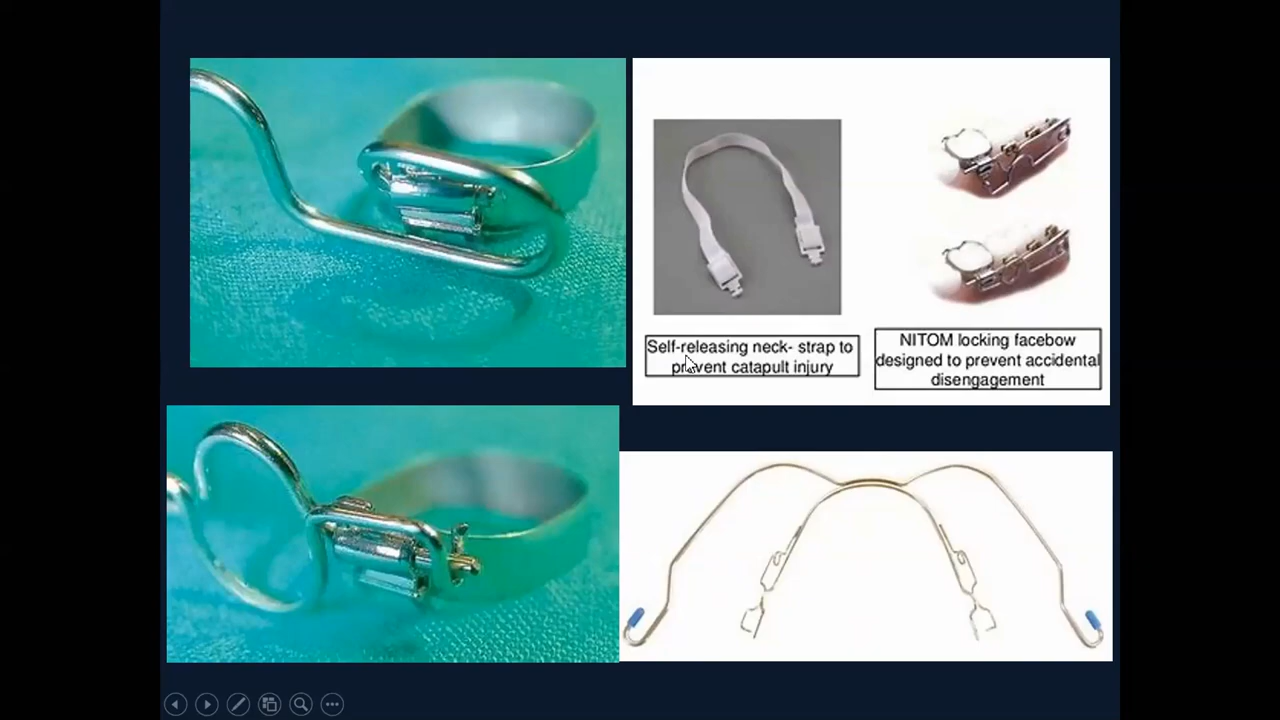 Self-releasing neck- strap to
prevent catapult injury
NITOM locking facebow
designed to prevent accidental
disengagement